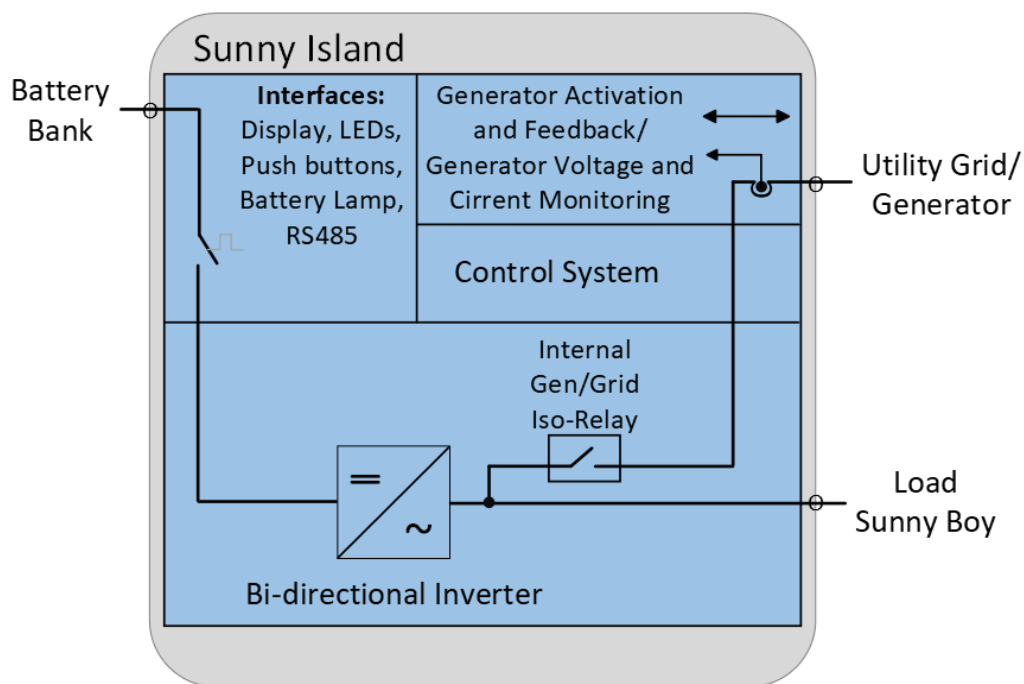 Sunny Island
Battery
Bank
Interfaces:
Display, LEDs,
Push buttons,
Battery Lamp,
RS485
Generator Activation
and Feedback/
Generator Voltage and
Cirrent Monitoring
Utility Grid/
Generator
Control System
Internal
Gen/Grid
Iso-Relay
Load
Sunny Boy
Bi-directional Inverter